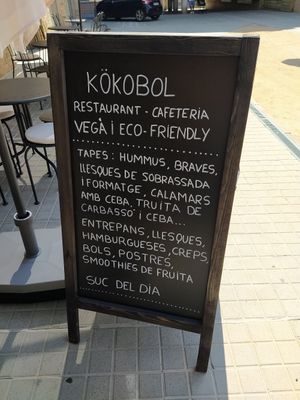 KÖKOBOL
RESTAURANT - CAFETERIA
VEGÀ i ECO-FRIENDLY
TAPES: HUMMUS, BRAVES,
LLESQUES DE SOBRASSADA
i FORMATGE, CALAMARS
AMB CEBA, TRUITA DE
CARBASSÓ i CEBA...
ENTREPANS, LLESQUES,
HAMBURGUESES, CREPS,
BOLS, POSTRES,
SMOOTHIES DE FRUITA
SUC DEL DIA